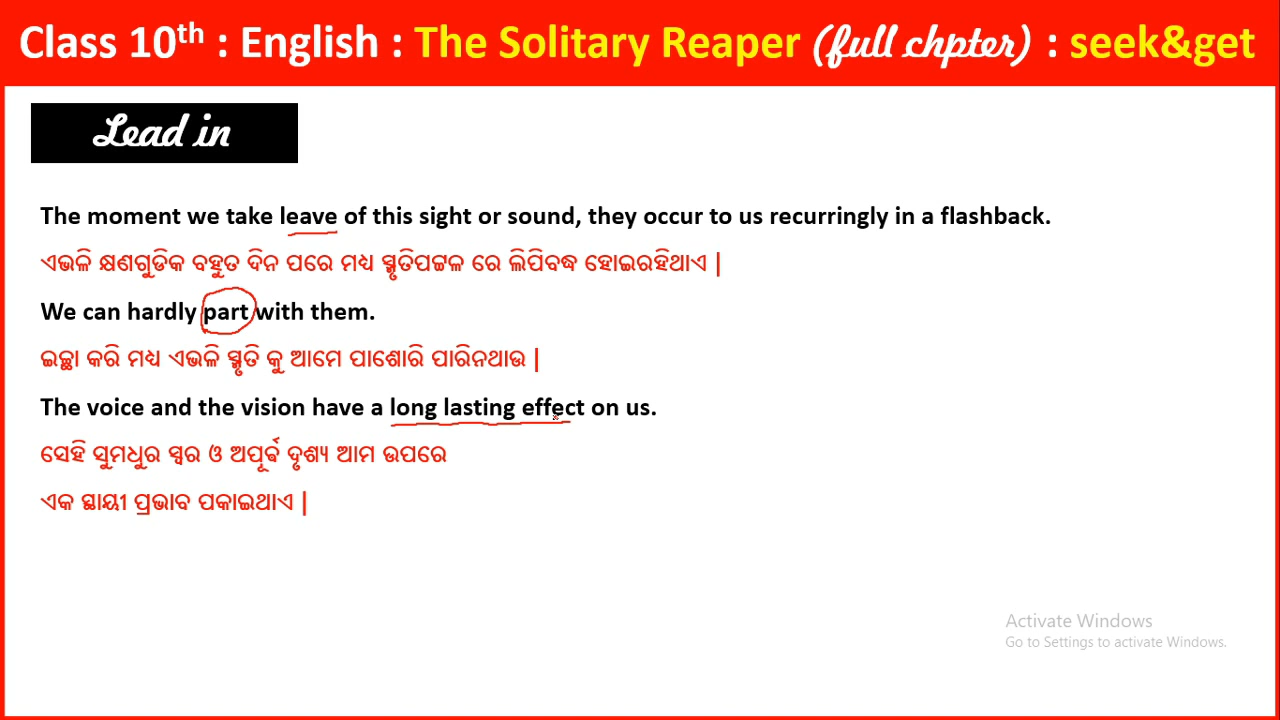 Class 10th : English : The Solitary Reaper (full chpter) : seek&get
Lead in
The moment we take leave of this sight or sound, they occur to us recurringly in a flashback.
ଏଭଳି କ୍ଷଣଗୁଡିକ ବହୁତ ଦିନ ପରେ ମଧ୍ୟ ସ୍ମୃତିପଟ୍ଟଳ ରେ ଲିପିବଦ୍ଧ ହୋଇରହିଥାଏ |
We can hardly part with them.
ଇଚ୍ଛା କରି ମଧ୍ୟ ଏଭଳି ସ୍ମୃତି କୁ ଆମେ ପାଶୋରି ପାରିନଥାଉ |
The voice and the vision have a long lasting effect on us.
ସେହି ସୁମଧୁର ସ୍ୱର ଓ ଅପୂର୍ବ ଦୃଶ୍ୟ ଆମ ଉପରେ
ଏକ ସ୍ଥାୟୀ ପ୍ରଭାବ ପକାଇଥାଏ |
Activate Windows
Go to Settings to activate Windows.